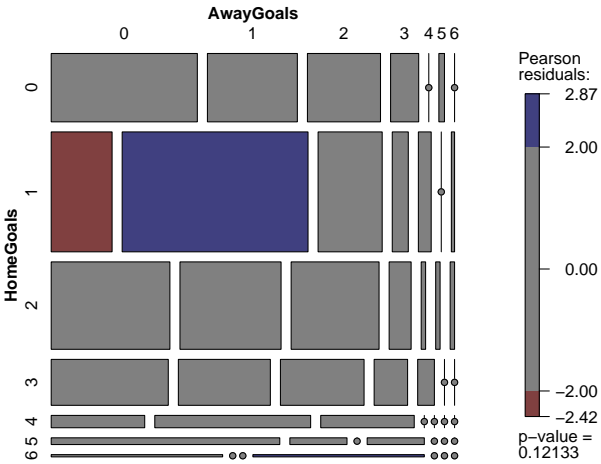 AwayGoals
0 1 2 3 4 5 6
HomeGoals
0
1
2
3
4
5
6
Pearson
residuals:
2.87
2.00
0.00
−2.00
−2.42
p−value =
0.12133